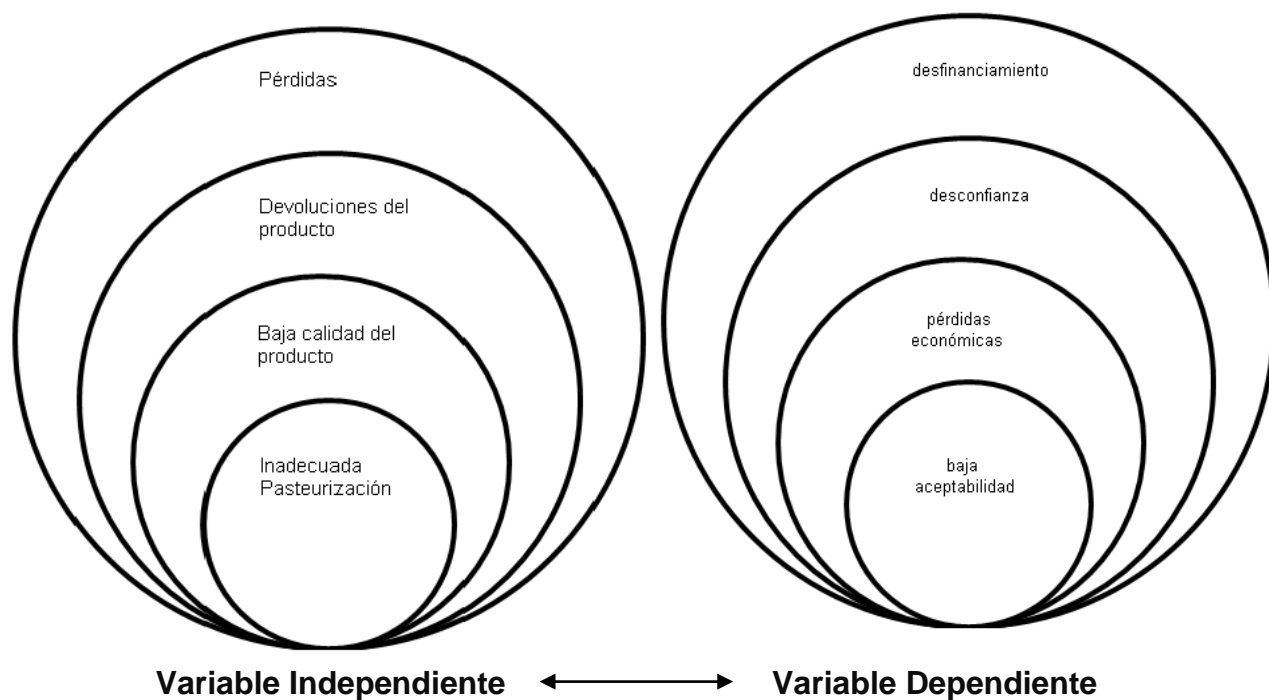 Pérdidas
Devoluciones del
producto
Baja calidad del
producto
Inadecuada
Pasteurización
desfinanciamiento
desconfianza
pérdidas
económicas
baja
aceptabilidad
Variable Independiente
Variable Dependiente